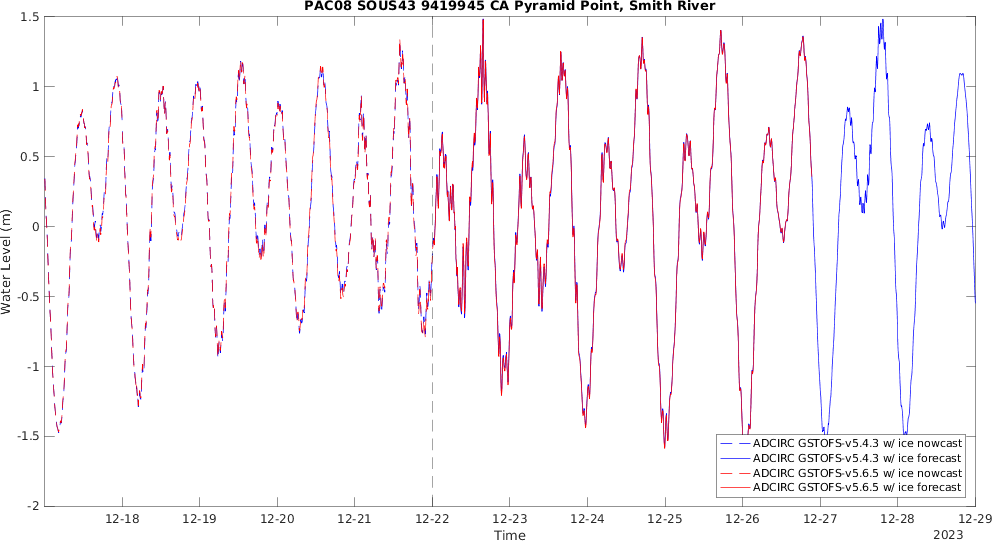 PAC08 SOUS43 9419945 CA Pyramid Point, Smith River
1.5
1
0.5
0
-0.5
-1
-1.5
-2
Water Level (m)
ADCIRC GSTOFS-v5.4.3 w/ ice nowcast
ADCIRC GSTOFS-v5.4.3 w/ ice forecast
ADCIRC GSTOFS-v5.6.5 w/ ice nowcast
ADCIRC GSTOFS-v5.6.5 w/ ice forecast
12-18 12-19 12-20 12-21 12-22 12-23 12-24 12-25 12-26 12-27 12-28 12-29
Time
2023